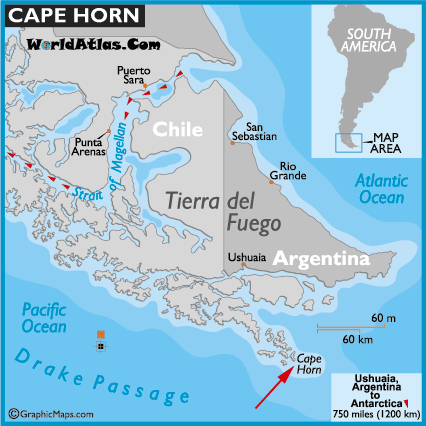 CAPE HORN
WorldAtlas.Com
SOUTH
AMERICA
MAP
AREA
Puerto
Sara
Chile
San
Sebastian
Punta
Arenas
Strait of Magellan
Rio
Grande
Atlantic
Ocean
Tierra del
Fuego
Ushuaia
Argentina
Pacific
Ocean
60 m
60 km
Drake Passage
Cape
Horn
Ushuaia,
Argentina
to
Antarctica
750 miles (1200 km)
©GraphicMaps.com